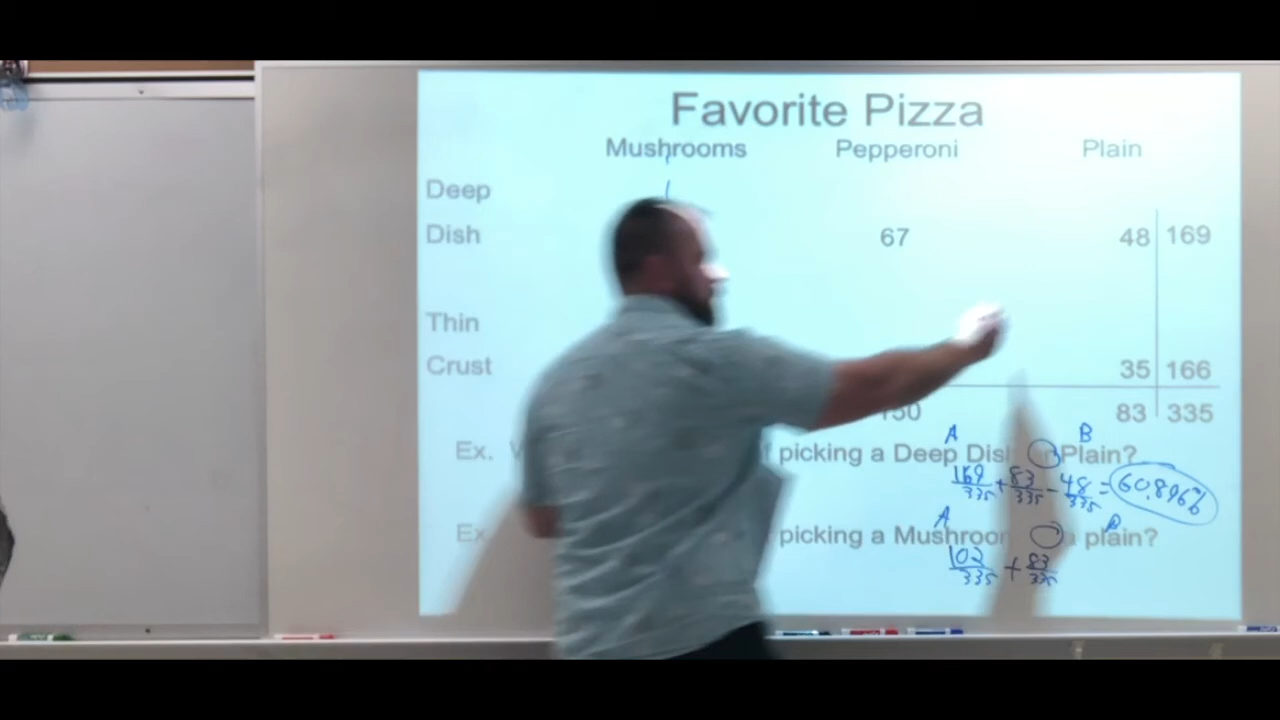 Favorite Pizza
Mushrooms Pepperoni Plain
Deep
Dish 67 48 169
Thin
Crust 35 166
150 83 335
A B
Ex. picking a Deep Dish Plain?
169/335 + 83/335 - 48/335 = 60.896%
A
Ex. picking a Mushroom plain?
102/335 + 83/335